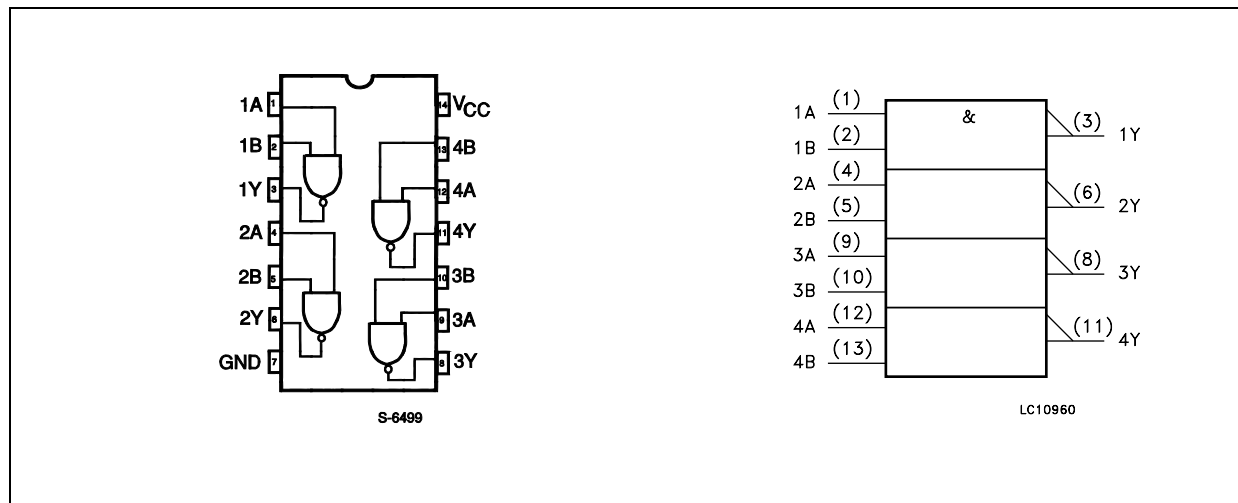 1A 1 14 VCC
1B 2 13 4B
1Y 3 12 4A
2A 4 11 4Y
2B 5 10 3B
2Y 6 9 3A
GND 7 8 3Y
S-6499
&
1A (1)
1B (2)
2A (4)
2B (5)
3A (9)
3B (10)
4A (12)
4B (13)
(3) 1Y
(6) 2Y
(8) 3Y
(11) 4Y
LC10960